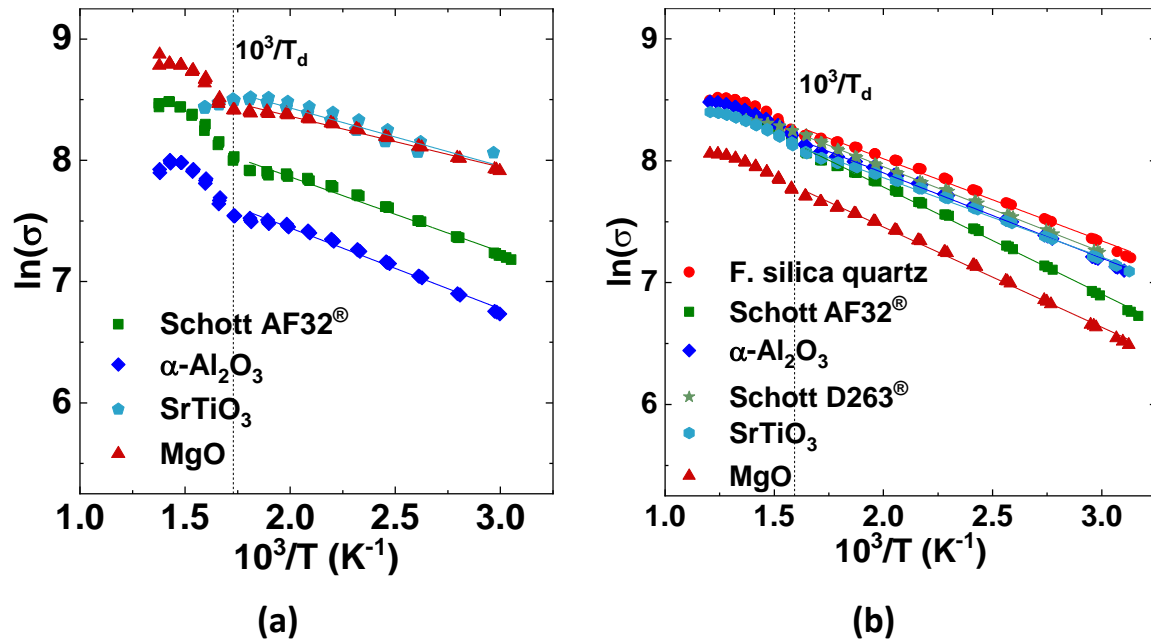 9
8
7
6
ln(σ)
10³/T_d
Schott AF32®
α-Al₂O₃
SrTiO₃
MgO
1.0 1.5 2.0 2.5 3.0
10³/T (K⁻¹)
(a)
9
8
7
6
ln(σ)
10³/T_d
F. silica quartz
Schott AF32®
α-Al₂O₃
Schott D263®
SrTiO₃
MgO
1.0 1.5 2.0 2.5 3.0
10³/T (K⁻¹)
(b)